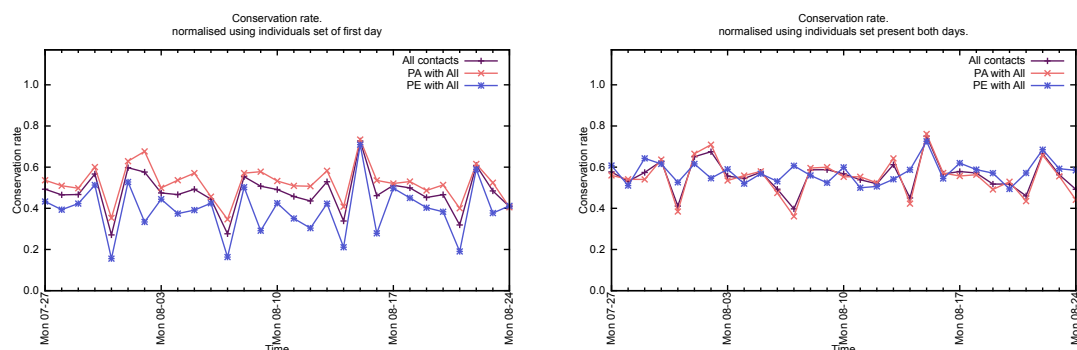 Conservation rate.
normalised using individuals set of first day
Conservation rate
1.0
0.8
0.6
0.4
0.2
0.0
All contacts
PA with All
PE with All
Mon 07-27
Mon 08-03
Mon 08-10
Mon 08-17
Mon 08-24
Time
Conservation rate.
normalised using individuals set present both days.
Conservation rate
1.0
0.8
0.6
0.4
0.2
0.0
All contacts
PA with All
PE with All
Mon 07-27
Mon 08-03
Mon 08-10
Mon 08-17
Mon 08-24
Time